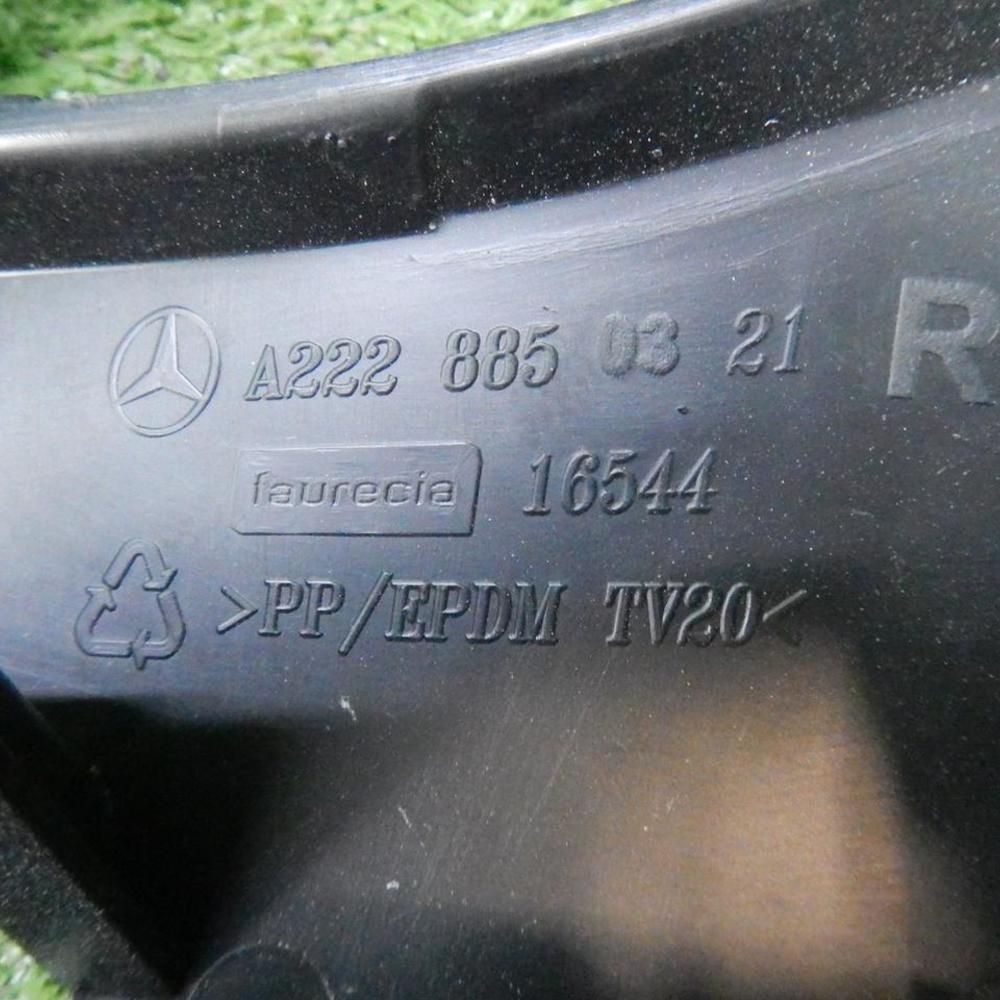 A222 885 03 21 R
faurecia 16544
>PP/EPDM TV20<